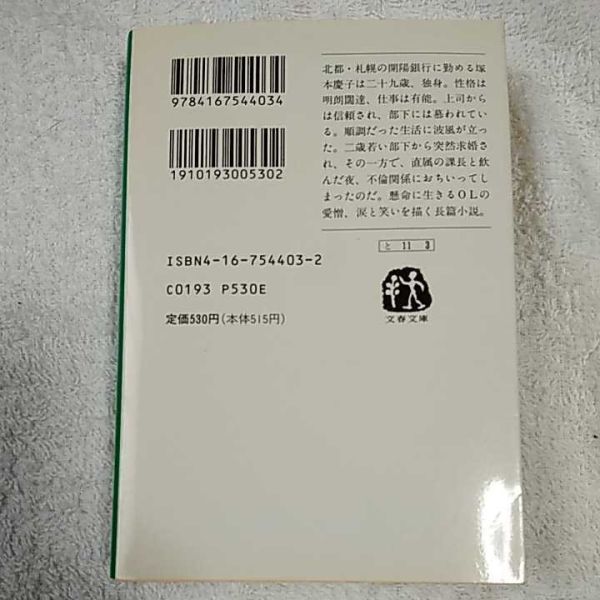 9784167544034
1910193005302
北都・札幌の開陽銀行に勤める塚
本慶子は二十九歳、独身。性格は
明朗闊達、仕事は有能。上司から
は信頼され、部下には慕われてい
る。順調だった生活に波風が立っ
た。二歳若い部下から突然求婚さ
れ、その一方で、直属の課長と飲
んだ夜、不倫関係におちいってし
まったのだ。懸命に生きるOLの
愛憎、涙と笑いを描く長篇小説。
と 11 3
ISBN4-16-754403-2
C0193 P530E
定価530円(本体515円)
文春文庫